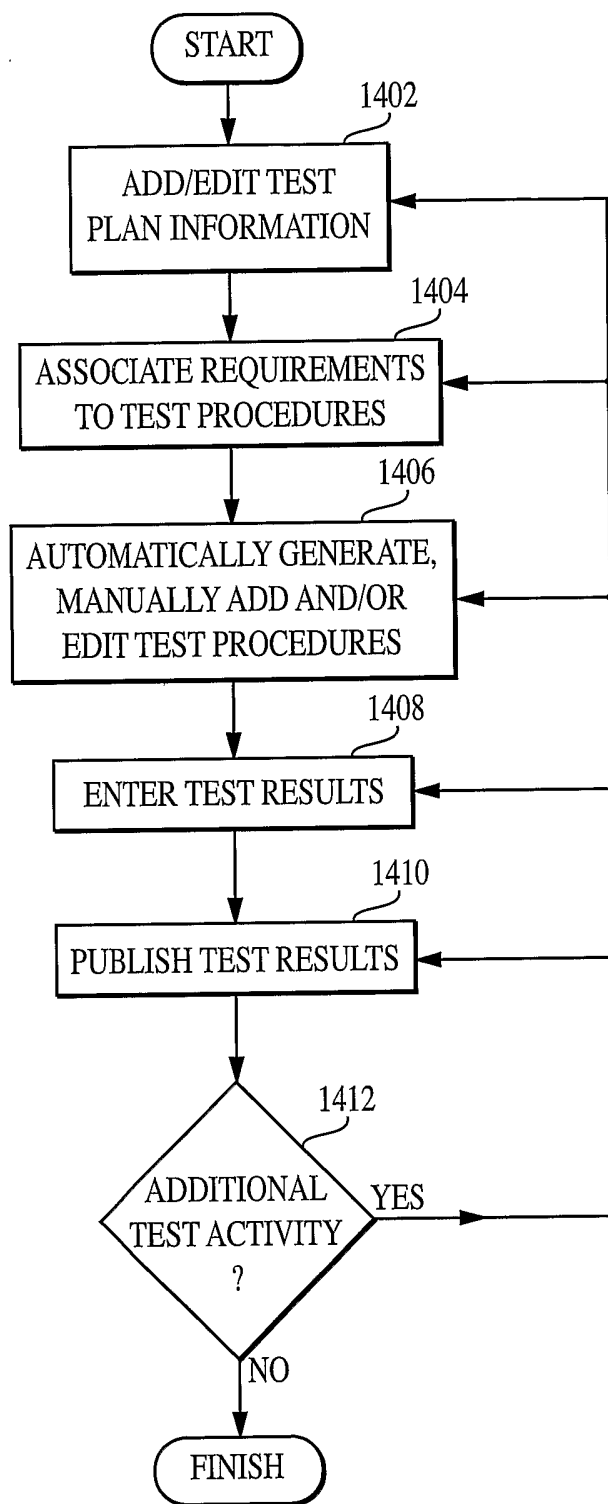 START
1402
ADD/EDIT TEST
PLAN INFORMATION
1404
ASSOCIATE REQUIREMENTS
TO TEST PROCEDURES
1406
AUTOMATICALLY GENERATE,
MANUALLY ADD AND/OR
EDIT TEST PROCEDURES
1408
ENTER TEST RESULTS
1410
PUBLISH TEST RESULTS
1412
ADDITIONAL
TEST ACTIVITY
?
YES
NO
FINISH